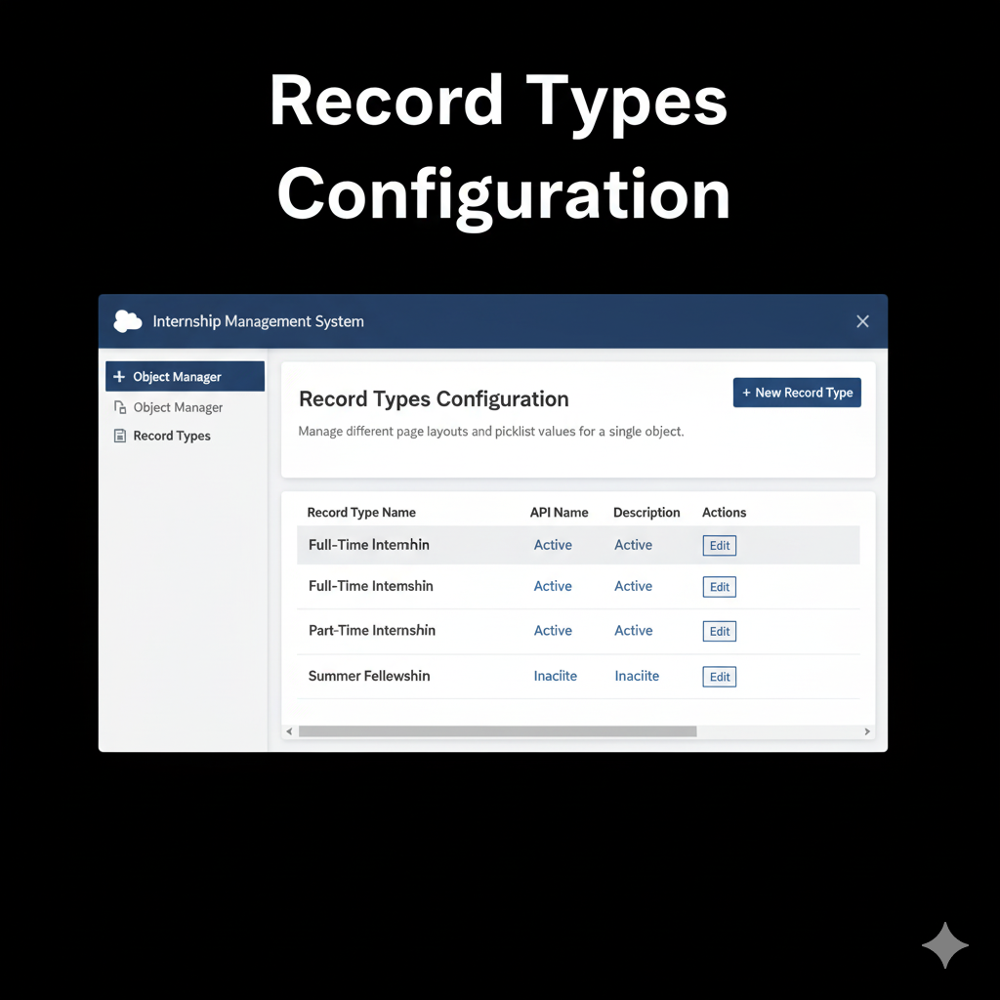 Record Types
Configuration
Internship Management System
+ Object Manager
Object Manager
Record Types
Record Types Configuration
+ New Record Type
Manage different page layouts and picklist values for a single object.
Record Type Name API Name Description Actions
Full-Time Intemhin Active Active Edit
Full-Time Intemshin Active Active Edit
Part-Time Internshin Active Active Edit
Summer Fellewshin Inaciite Inaciite Edit